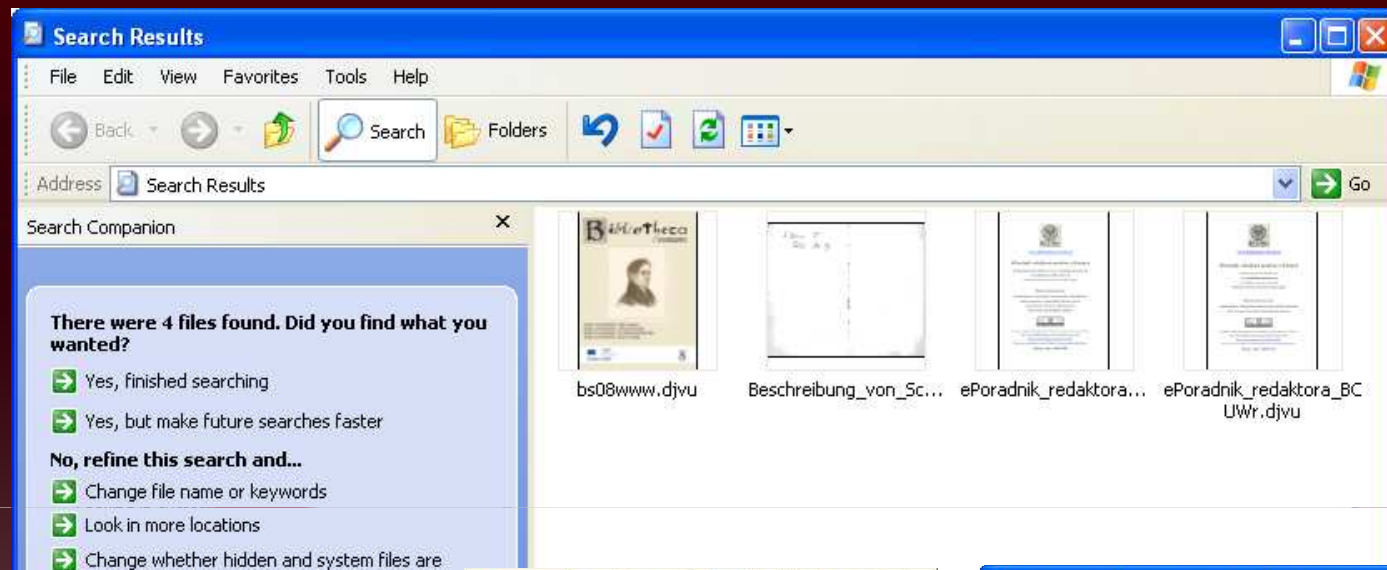 Search Results
File Edit View Favorites Tools Help
Back Search Folders
Address Search Results Go
Search Companion
There were 4 files found. Did you find what you
wanted?
Yes, finished searching
Yes, but make future searches faster
No, refine this search and...
Change file name or keywords
Look in more locations
Change whether hidden and system files are
BiblioTheca
bs08www.djvu
Beschreibung_von_Sc...
ePoradnik_redaktora...
ePoradnik_redaktora_BC
UWr.djvu